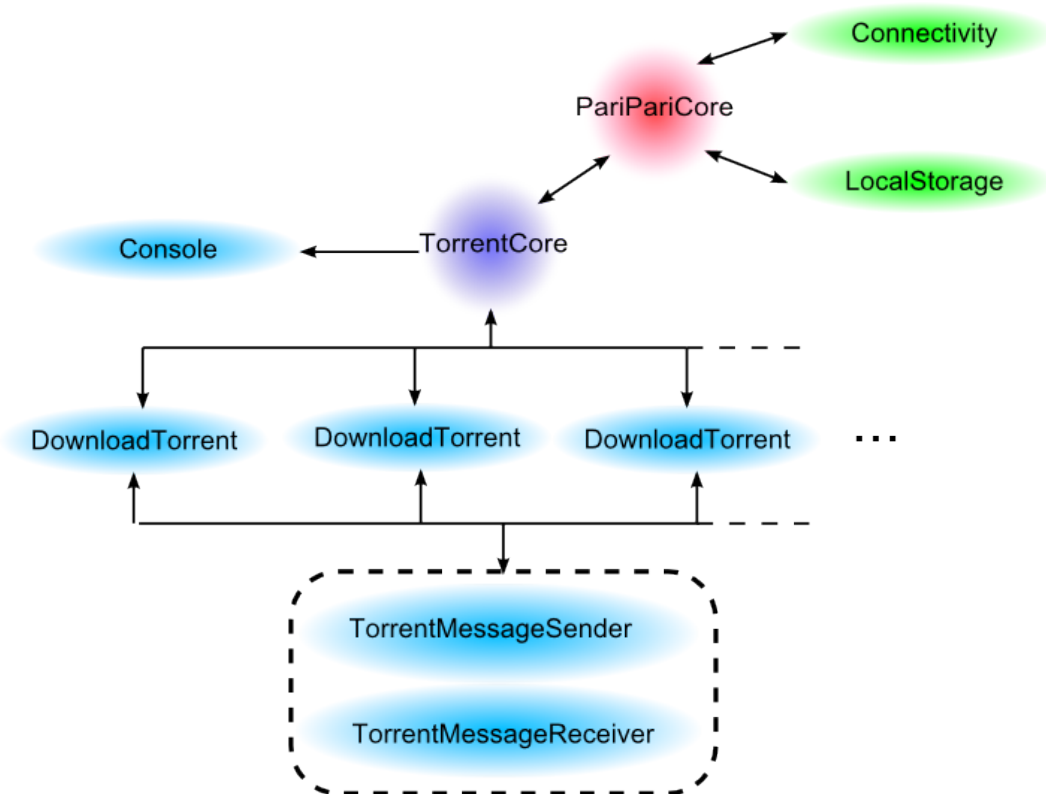 Connectivity
PariPariCore
LocalStorage
TorrentCore
Console
DownloadTorrent
DownloadTorrent
DownloadTorrent
...
TorrentMessageSender
TorrentMessageReceiver